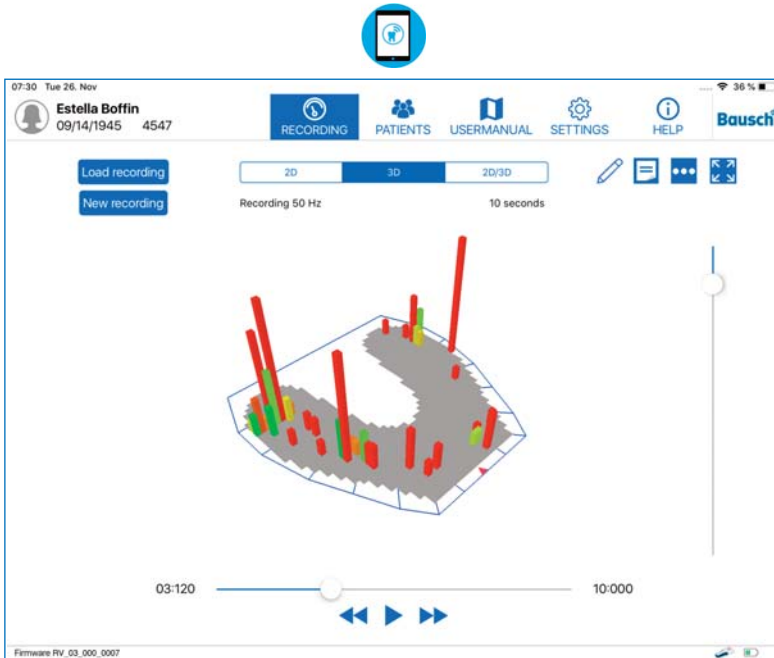 07:30 Tue 26. Nov
36 %
Estella Boffin
09/14/1945 4547
RECORDING
PATIENTS
USERMANUAL
SETTINGS
HELP
Bausch
Load recording
2D
3D
2D/3D
New recording
Recording 50 Hz
10 seconds
03:120
10:000
Firmware RV_03_000_0007